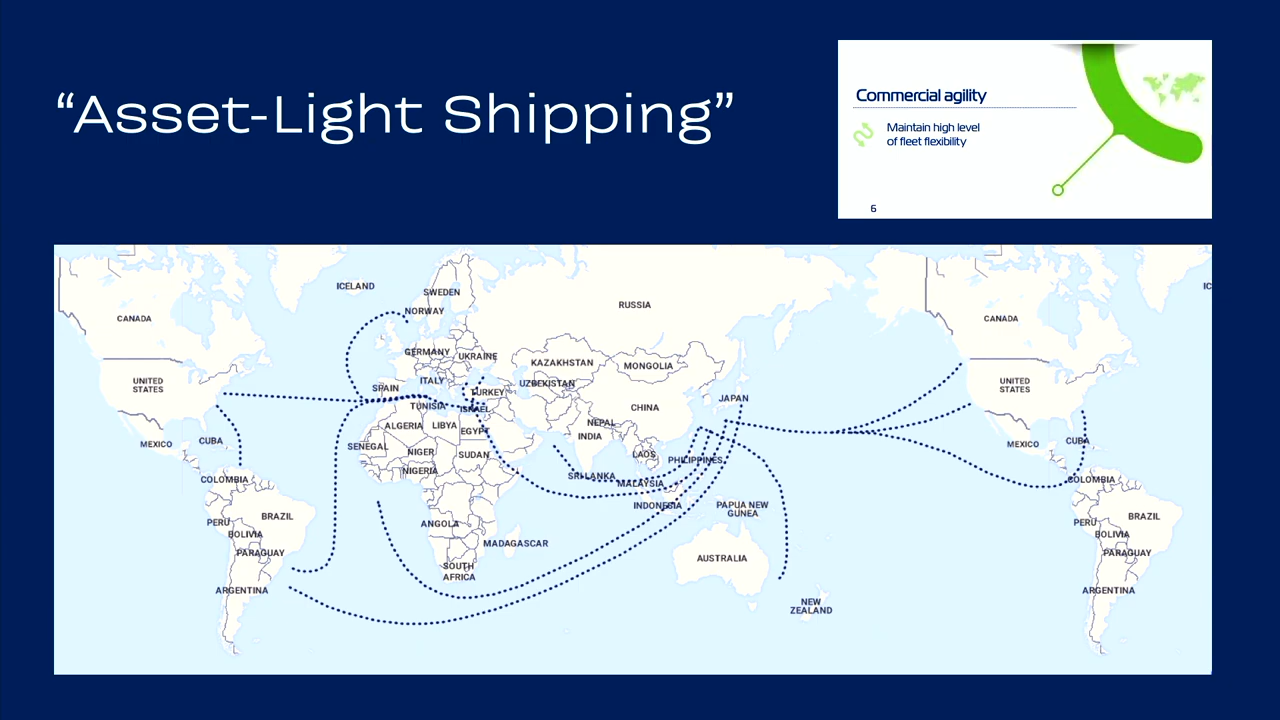 “Asset-Light Shipping”
Commercial agility
Maintain high level
of fleet flexibility
6
ICELAND
SWEDEN
NORWAY
RUSSIA
CANADA
GERMANY
UKRAINE
KAZAKHSTAN
MONGOLIA
UNITED
STATES
SPAIN
ITALY
TURKEY
UZBEKISTAN
TUNISIA
ISRAEL
CHINA
JAPAN
ALGERIA
LIBYA
EGYPT
NEPAL
INDIA
MEXICO
CUBA
SENEGAL
NIGER
SUDAN
LAOS
PHILIPPINES
NIGERIA
COLOMBIA
SRI LANKA
MALAYSIA
INDONESIA
PAPUA NEW
GUNEA
PERU
BRAZIL
BOLIVIA
PARAGUAY
ANGOLA
MADAGASCAR
AUSTRALIA
SOUTH
AFRICA
ARGENTINA
NEW
ZEALAND
IC
CANADA
UNITED
STATES
MEXICO
CUBA
COLOMBIA
PERU
BRAZIL
BOLIVIA
PARAGUAY
ARGENTINA